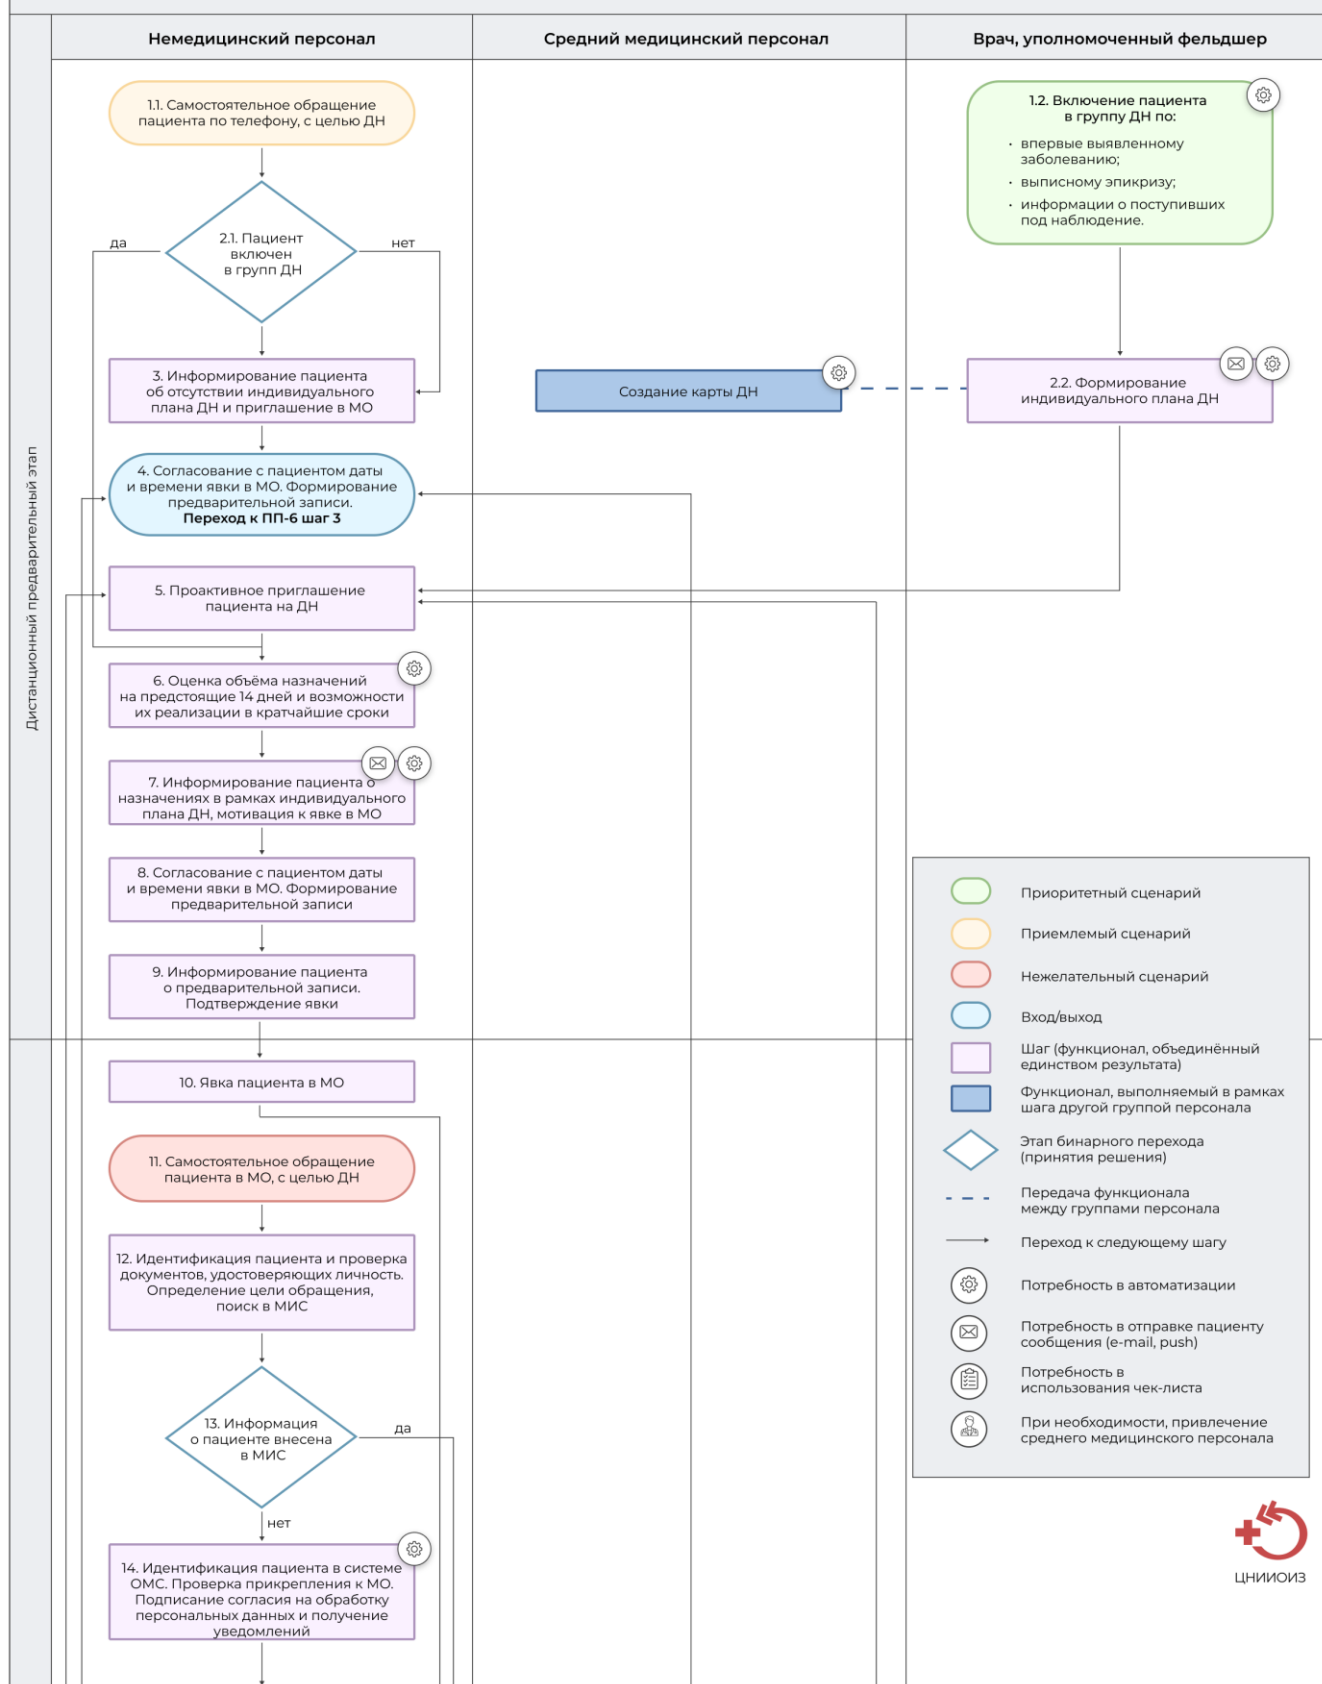 Немедицинский персонал
Средний медицинский персонал
Врач, уполномоченный фельдшер
Дистанционный предварительный этап
1.1. Самостоятельное обращение
пациента по телефону, с целью ДН
1.2. Включение пациента
в группу ДН по:
• впервые выявленному
заболеванию;
• выписному эпикризу;
• информации о поступивших
под наблюдение.
2.1. Пациент
включен
в групп ДН
да
нет
3. Информирование пациента
об отсутствии индивидуального
плана ДН и приглашение в МО
Создание карты ДН
2.2. Формирование
индивидуального плана ДН
4. Согласование с пациентом даты
и времени явки в МО. Формирование
предварительной записи.
Переход к ПП-6 шаг 3
5. Проактивное приглашение
пациента на ДН
6. Оценка объёма назначений
на предстоящие 14 дней и возможности
их реализации в кратчайшие сроки
7. Информирование пациента о
назначениях в рамках индивидуального
плана ДН, мотивация к явке в МО
8. Согласование с пациентом даты
и времени явки в МО. Формирование
предварительной записи
9. Информирование пациента
о предварительной записи.
Подтверждение явки
10. Явка пациента в МО
11. Самостоятельное обращение
пациента в МО, с целью ДН
12. Идентификация пациента и проверка
документов, удостоверяющих личность.
Определение цели обращения,
поиск в МИС
13. Информация
о пациенте внесена
в МИС
да
нет
14. Идентификация пациента в системе
ОМС. Проверка прикрепления к МО.
Подписание согласия на обработку
персональных данных и получение
уведомлений
Приоритетный сценарий
Приемлемый сценарий
Нежелательный сценарий
Вход/выход
Шаг (функционал, объединённый
единством результата)
Функционал, выполняемый в рамках
шага другой группой персонала
Этап бинарного перехода
(принятия решения)
Передача функционала
между группами персонала
Переход к следующему шагу
Потребность в автоматизации
Потребность в отправке пациенту
сообщения (e-mail, push)
Потребность в
использования чек-листа
При необходимости, привлечение
среднего медицинского персонала
ЦНИИОИЗ